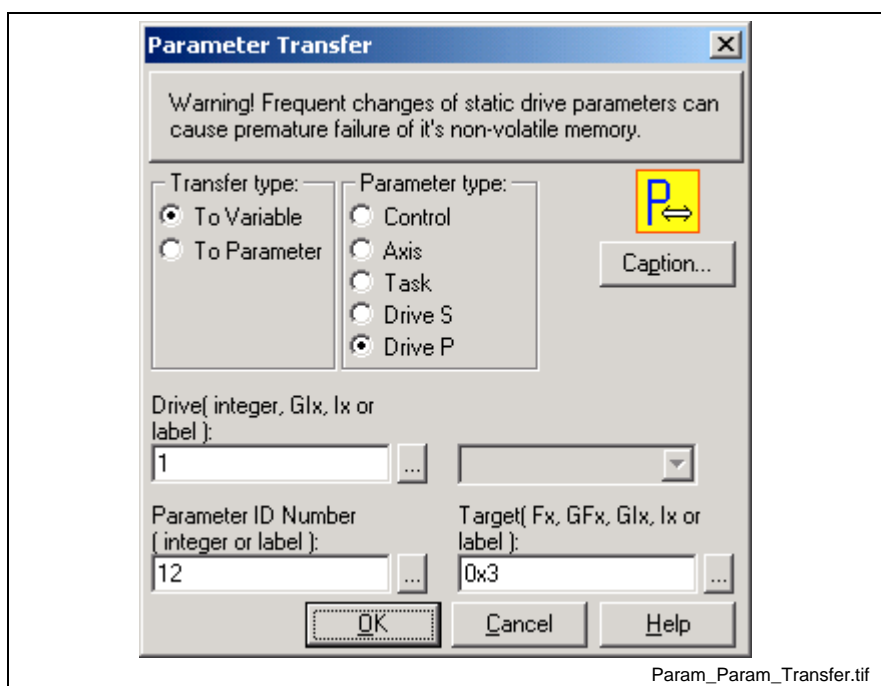 Parameter Transfer
Warning! Frequent changes of static drive parameters can
cause premature failure of it's non-volatile memory.
Transfer type:
To Variable
To Parameter
Parameter type:
Control
Axis
Task
Drive S
Drive P
P
Caption...
Drive( integer, GIx, Ix or
label ):
1
...
Parameter ID Number
( integer or label ):
12
...
Target( Fx, GFx, GIx, Ix or
label ):
0x3
...
OK
Cancel
Help
Param_Param_Transfer.tif